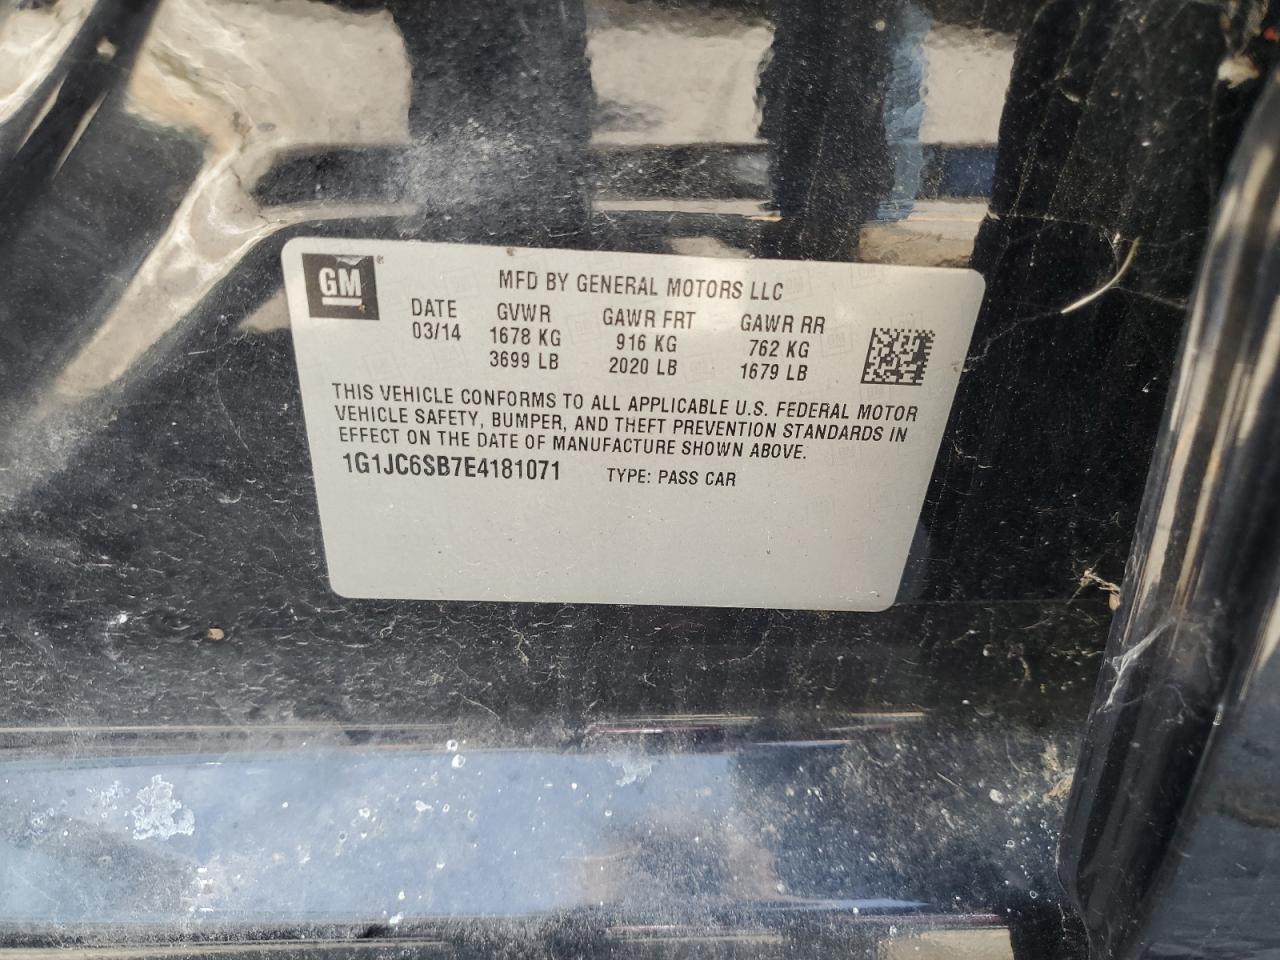 GM
MFD BY GENERAL MOTORS LLC
DATE GVWR GAWR FRT GAWR RR
03/14 1678 KG 916 KG 762 KG
3699 LB 2020 LB 1679 LB
THIS VEHICLE CONFORMS TO ALL APPLICABLE U.S. FEDERAL MOTOR
VEHICLE SAFETY, BUMPER, AND THEFT PREVENTION STANDARDS IN
EFFECT ON THE DATE OF MANUFACTURE SHOWN ABOVE.
1G1JC6SB7E4181071 TYPE: PASS CAR